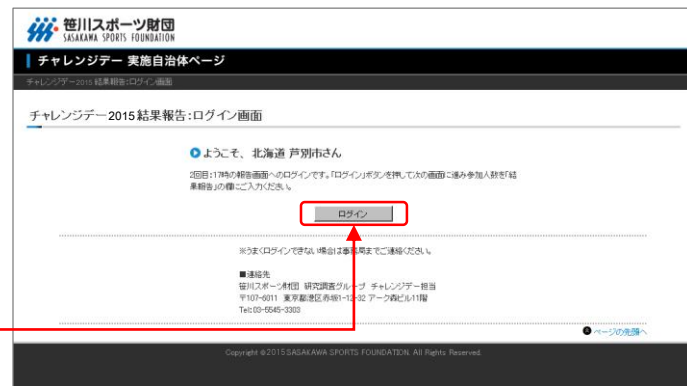 笹川スポーツ財団
SASAKAWA SPORTS FOUNDATION
チャレンジデー 実施自治体ページ
チャレンジデー2015 結果報告:ログイン画面
チャレンジデー2015結果報告:ログイン画面
ようこそ、北海道 芦別市さん
2回目:17時の報告画面へのログインです。「ログイン」ボタンを押して次の画面に進み参加人数を「結
果報告」の欄にご入力ください。
ログイン
※うまくログインできない場合は事務局までご連絡ください。
■連絡先
笹川スポーツ財団 研究調査グループ チャレンジデー担当
〒107-6011 東京都港区赤坂1-12-32 アーク森ビル11階
Tel:03-5545-3303
ページの先頭へ
Copyright ©2015 SASAKAWA SPORTS FOUNDATION. All Rights Reserved.